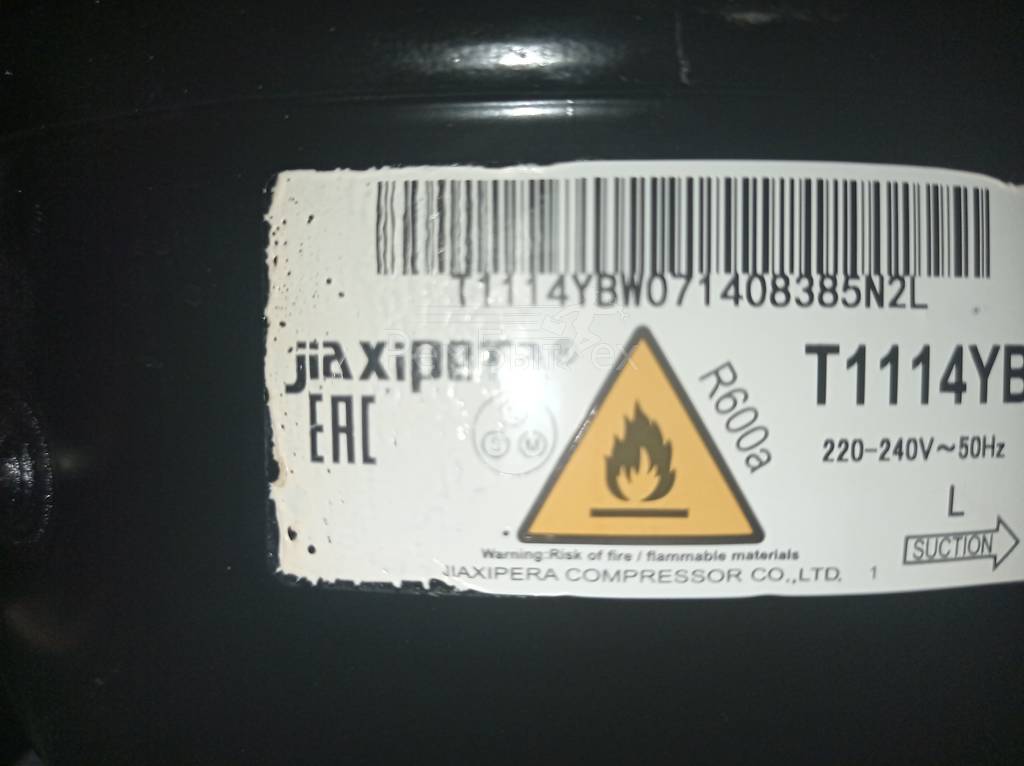 T1114YBW071408385N2L
jiaxipera
EAC
R600a
T1114YB
220-240V~50Hz
L
SUCTION
Warning:Risk of fire / flammable materials
JIAXIPERA COMPRESSOR CO.,LTD. 1